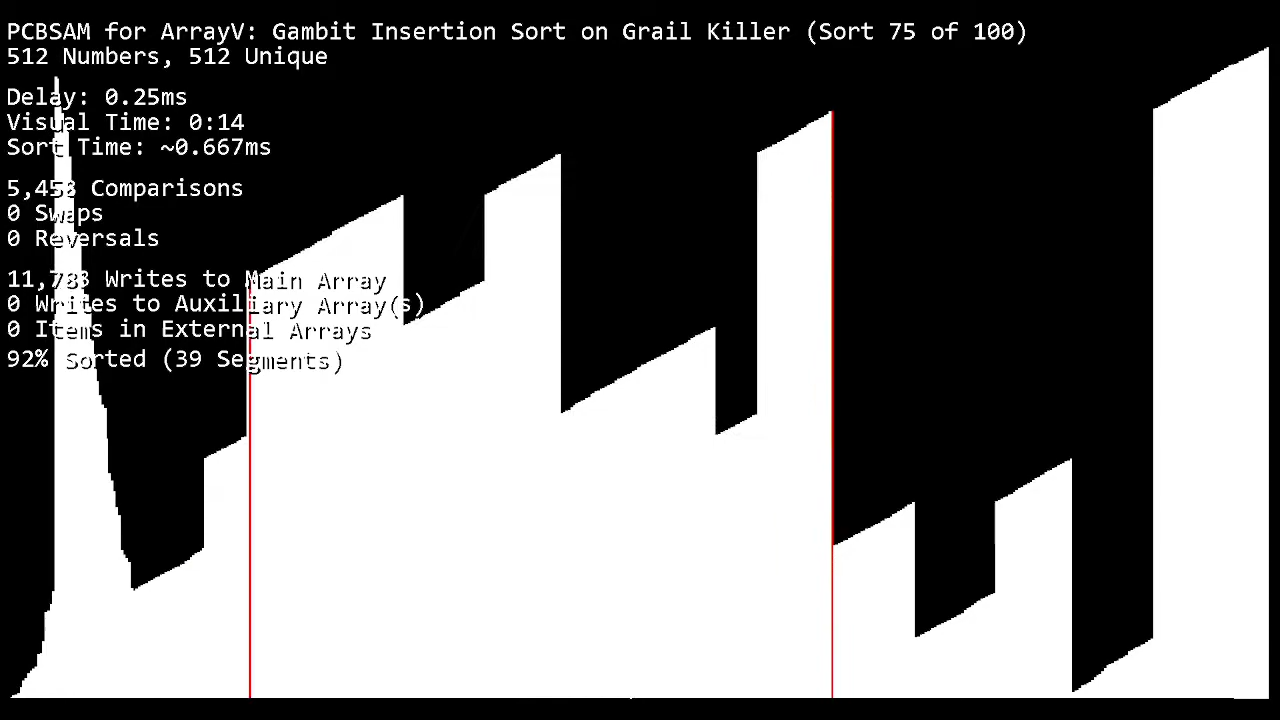 PCBSAM for ArrayV: Gambit Insertion Sort on Grail Killer (Sort 75 of 100)
512 Numbers, 512 Unique
Delay: 0.25ms
Visual Time: 0:14
Sort Time: ~0.667ms
5,458 Comparisons
0 Swaps
0 Reversals
Writes to Main Array
0 Writes to Auxiliary Array(s)
0 Items in External Arrays
92% Sorted (39 Segments)